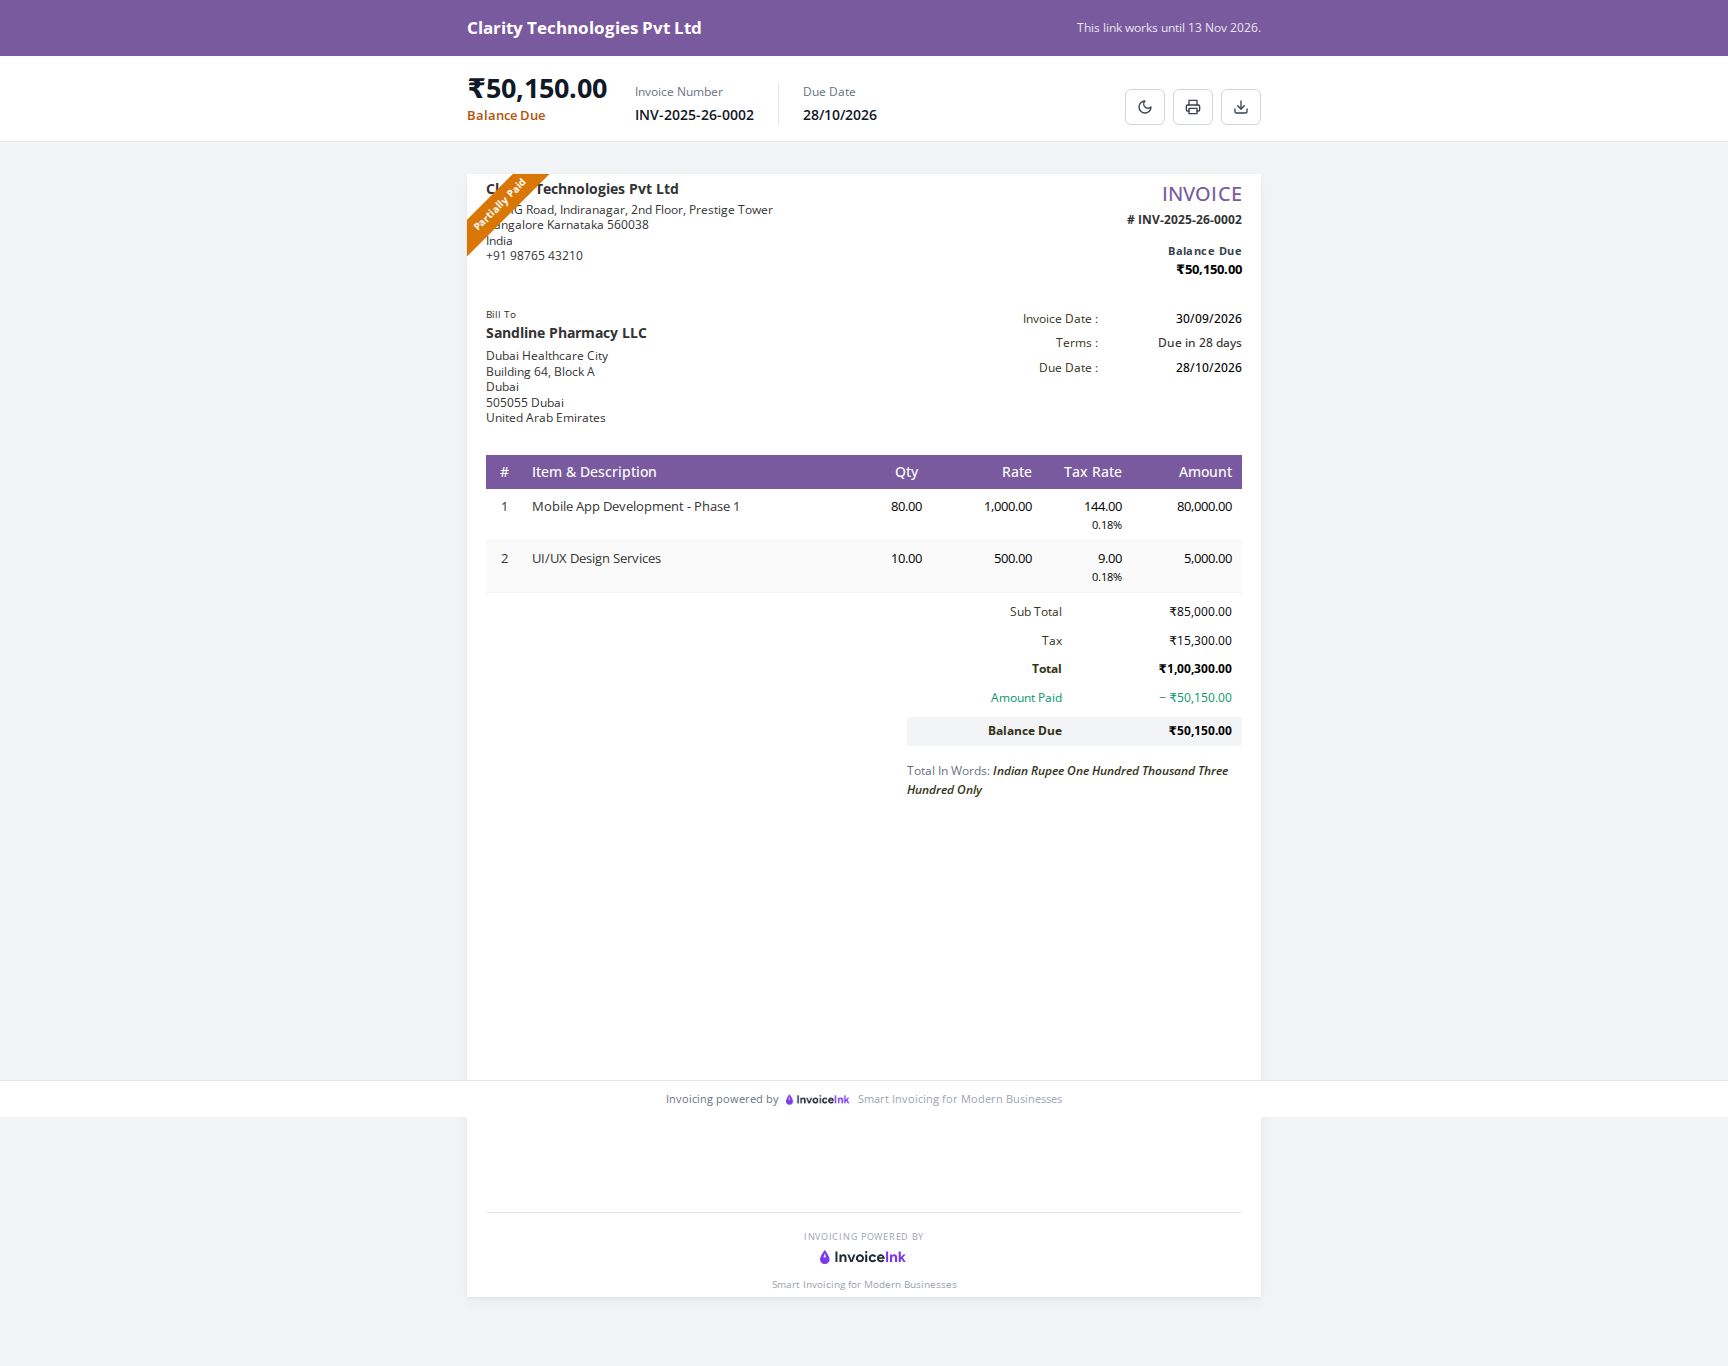 Clarity Technologies Pvt Ltd
This link works until 13 Nov 2026.
₹50,150.00
Balance Due
Invoice Number
INV-2025-26-0002
Due Date
28/10/2026
Partially Paid
Technologies Pvt Ltd
Road, Indiranagar, 2nd Floor, Prestige Tower
Karnataka 560038
India
+91 98765 43210
INVOICE
# INV-2025-26-0002
Balance Due
₹50,150.00
Bill To
Sandline Pharmacy LLC
Dubai Healthcare City
Building 64, Block A
Dubai
505055 Dubai
United Arab Emirates
Invoice Date : 30/09/2026
Terms : Due in 28 days
Due Date : 28/10/2026
# Item & Description Qty Rate Tax Rate Amount
1 Mobile App Development - Phase 1 80.00 1,000.00 144.00 80,000.00
0.18%
2 UI/UX Design Services 10.00 500.00 9.00 5,000.00
0.18%
Sub Total ₹85,000.00
Tax ₹15,300.00
Total ₹1,00,300.00
Amount Paid − ₹50,150.00
Balance Due ₹50,150.00
Total In Words: Indian Rupee One Hundred Thousand Three
Hundred Only
Invoicing powered by InvoiceInk Smart Invoicing for Modern Businesses
INVOICING POWERED BY
InvoiceInk
Smart Invoicing for Modern Businesses